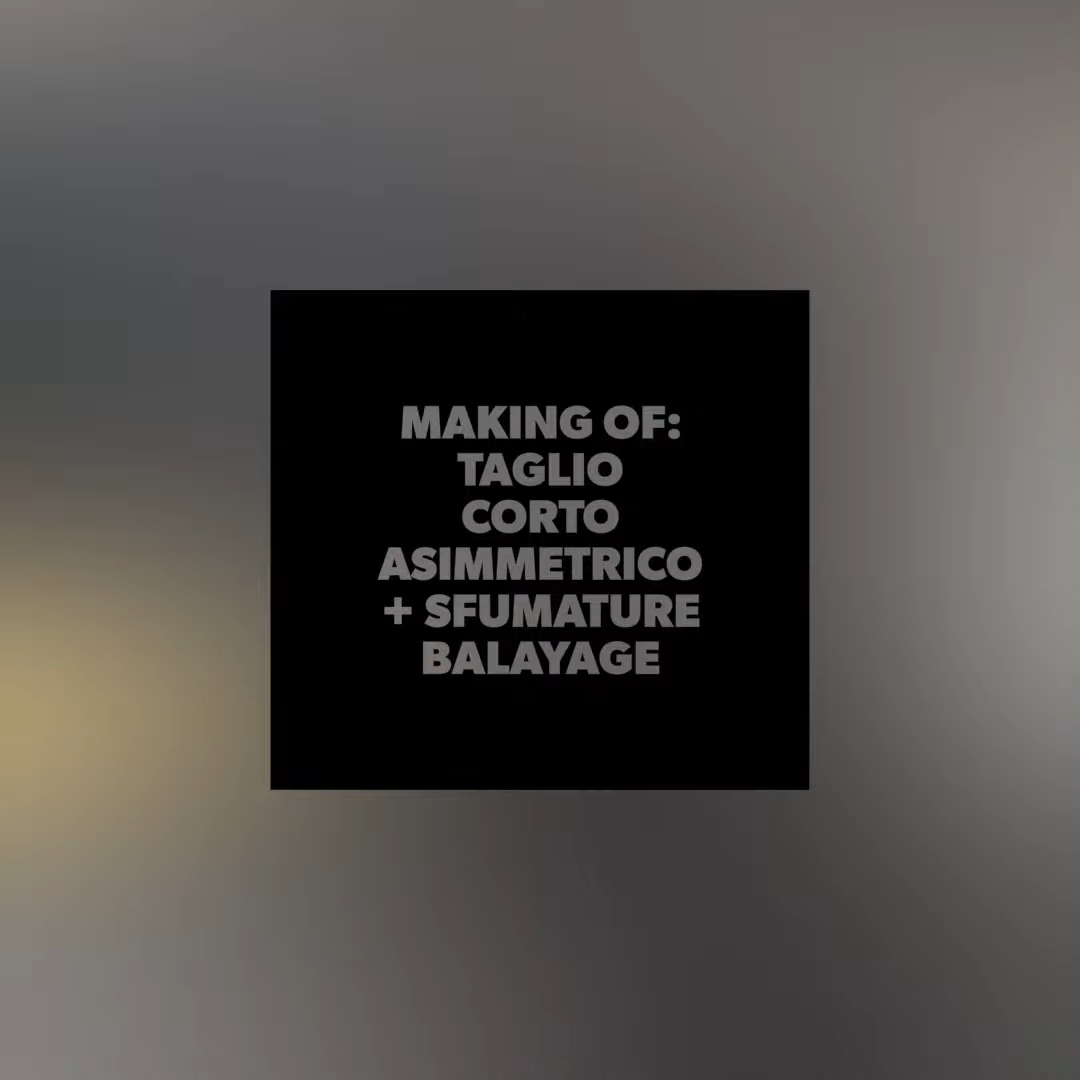 MAKING OF:
TAGLIO
CORTO
ASIMMETRICO
+ SFUMATURE
BALAYAGE